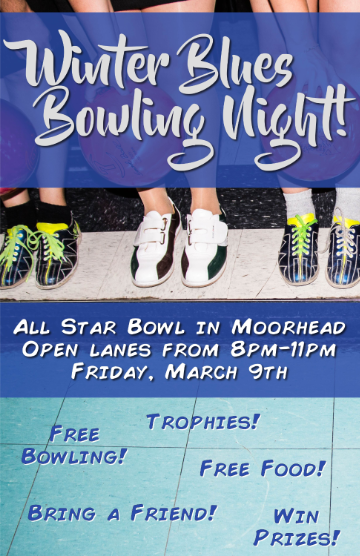 Winter Blues
Bowling Night!
All Star Bowl in Moorhead
Open lanes from 8pm-11pm
Friday, March 9th
Trophies!
Free
Bowling!
Free Food!
Bring a Friend!
Win
Prizes!